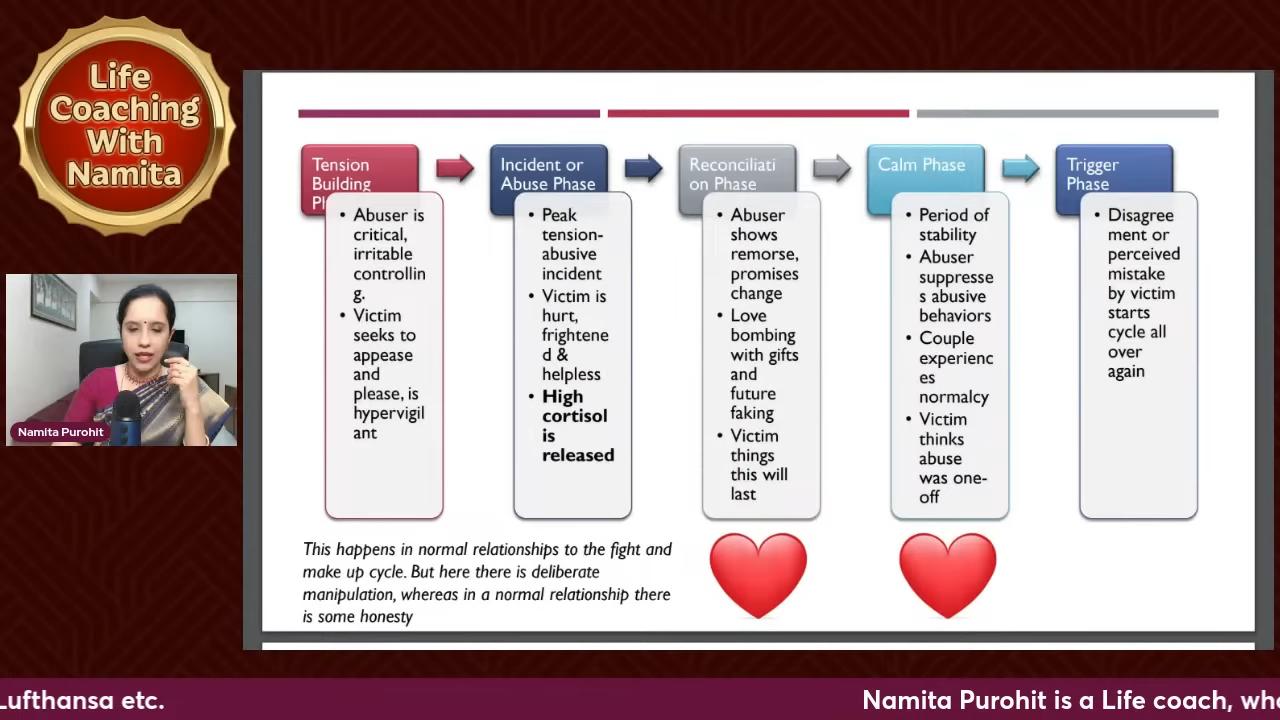 Life
Coaching
With
Namita
Namita Purohit
Tension
Building
Incident or
Abuse Phase
Reconciliati
on Phase
Calm Phase
Trigger
Phase
• Abuser is
critical,
irritable
controllin
g.
• Victim
seeks to
appease
and
please, is
hypervigil
ant
• Peak
tension-
abusive
incident
• Victim is
hurt,
frightene
d &
helpless
• High
cortisol
is
released
• Abuser
shows
remorse,
promises
change
• Love
bombing
with gifts
and
future
faking
• Victim
things
this will
last
• Period of
stability
• Abuser
suppresse
s abusive
behaviors
• Couple
experienc
es
normalcy
• Victim
thinks
abuse
was one-
off
• Disagree
ment or
perceived
mistake
by victim
starts
cycle all
over
again
This happens in normal relationships to the fight and
make up cycle. But here there is deliberate
manipulation, whereas in a normal relationship there
is some honesty
Lufthansa etc.
Namita Purohit is a Life coach, who